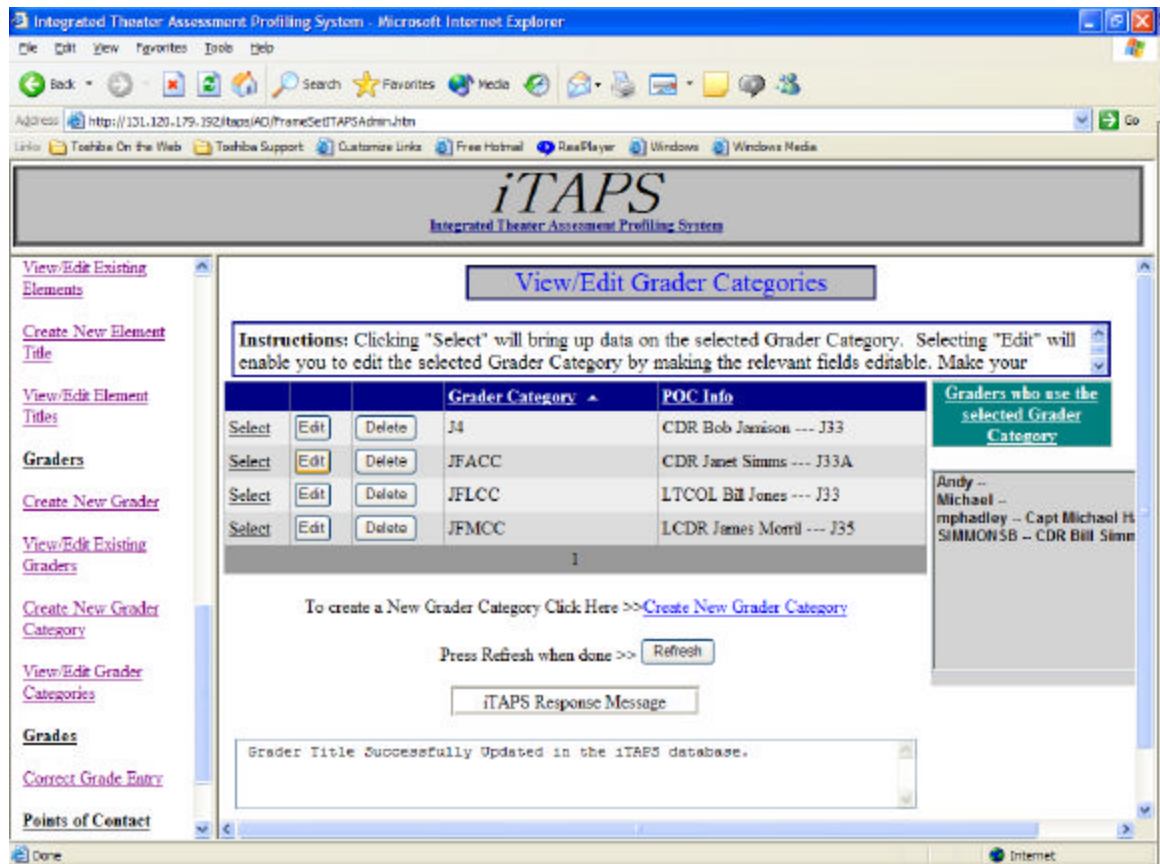 Integrated Theater Assessment Profiling System - Microsoft Internet Explorer
File Edit View Favorites Tools Help
Back Search Favorites Media
Address http://131.120.179.192/itaps/AD/FrameSetITAPSAdmin.htm Go
Links Toshiba On the Web Toshiba Support Customize Links Free Hotmail RealPlayer Windows Windows Media
iTAPS
Integrated Theater Assessment Profiling System
View/Edit Existing
Elements
Create New Element
Title
View/Edit Element
Titles
Graders
Create New Grader
View/Edit Existing
Graders
Create New Grader
Category
View/Edit Grader
Categories
Grades
Correct Grade Entry
Points of Contact
View/Edit Grader Categories
Instructions: Clicking "Select" will bring up data on the selected Grader Category. Selecting "Edit" will
enable you to edit the selected Grader Category by making the relevant fields editable. Make your
Grader Category POC Info
Select Edit Delete J4 CDR Bob Jamison --- J33
Select Edit Delete JFACC CDR Janet Simms --- J33A
Select Edit Delete JFLCC LTCOL Bill Jones --- J33
Select Edit Delete JFMCC LCDR James Morril --- J35
1
Graders who use the
selected Grader
Category
Andy --
Michael --
mphadley -- Capt Michael H
SIMMONSB -- CDR Bill Simm
To create a New Grader Category Click Here >>Create New Grader Category
Press Refresh when done >> Refresh
iTAPS Response Message
Grader Title Successfully Updated in the iTAPS database.
Done Internet